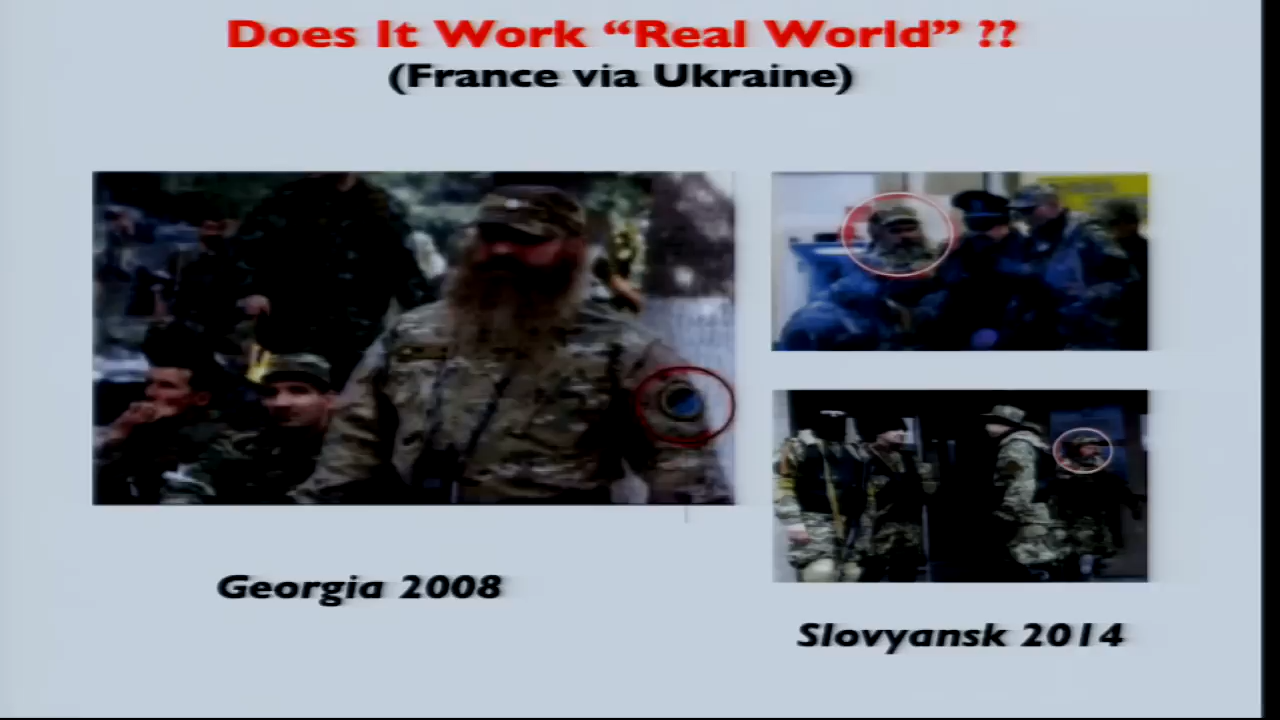 Does It Work “Real World” ??
(France via Ukraine)
Georgia 2008
Slovyansk 2014